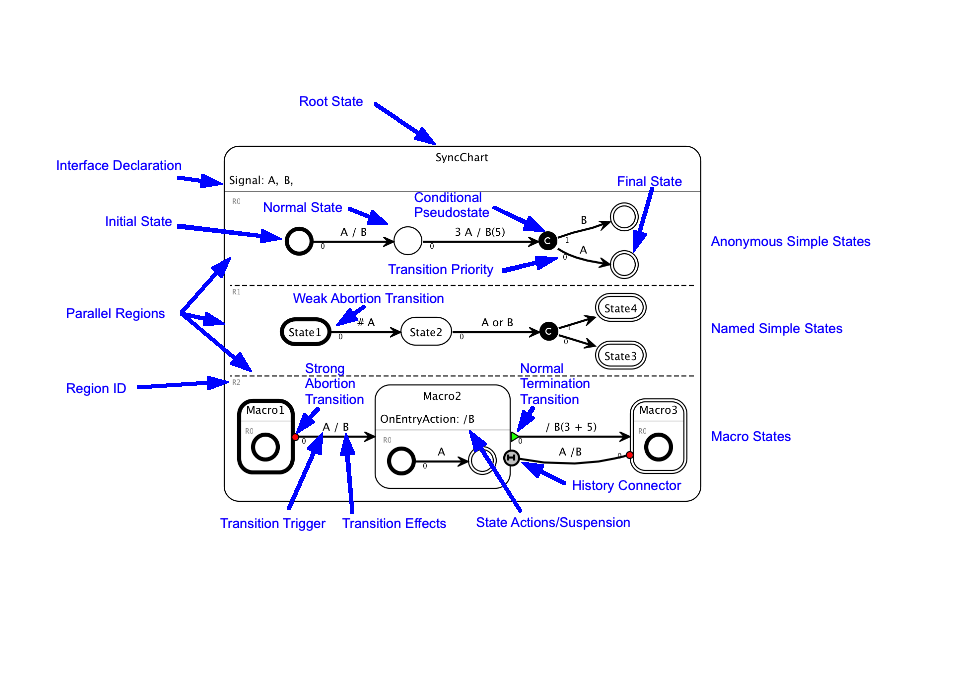 Root State
SyncChart
Interface Declaration
Signal: A, B,
Final State
R0
Normal State
Conditional
Pseudostate
Initial State
A / B
3 A / B(5)
B
C
A
0
0
1
0
Anonymous Simple States
Transition Priority
R1
Weak Abortion Transition
Parallel Regions
State1
# A
State2
A or B
C
State4
State3
0
0
1
0
Named Simple States
Region ID
R2
Strong
Abortion
Transition
Normal
Termination
Transition
Macro1
R0
A / B
0
Macro2
OnEntryAction: /B
R0
A
0
/ B(3 + 5)
0
H
A /B
0
Macro3
R0
Macro States
History Connector
Transition Trigger
Transition Effects
State Actions/Suspension